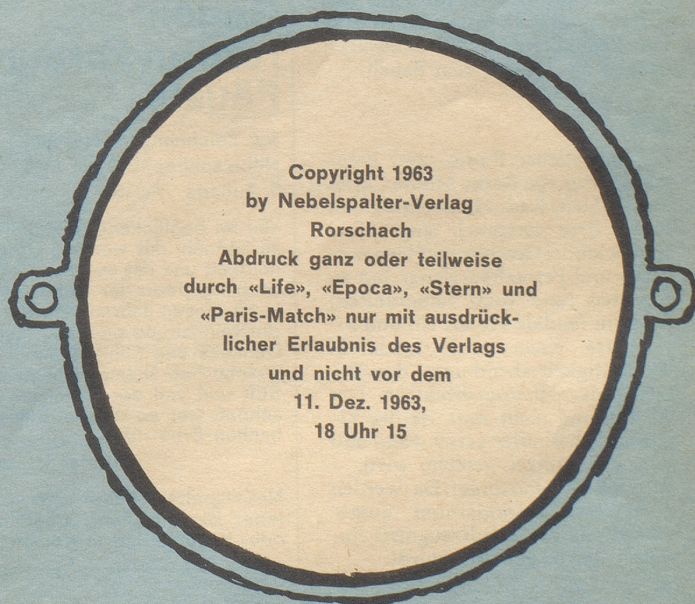 Copyright 1963
by Nebelspalter-Verlag
Rorschach
Abdruck ganz oder teilweise
durch «Life», «Epoca», «Stern» und
«Paris-Match» nur mit ausdrück-
licher Erlaubnis des Verlags
und nicht vor dem
11. Dez. 1963,
18 Uhr 15